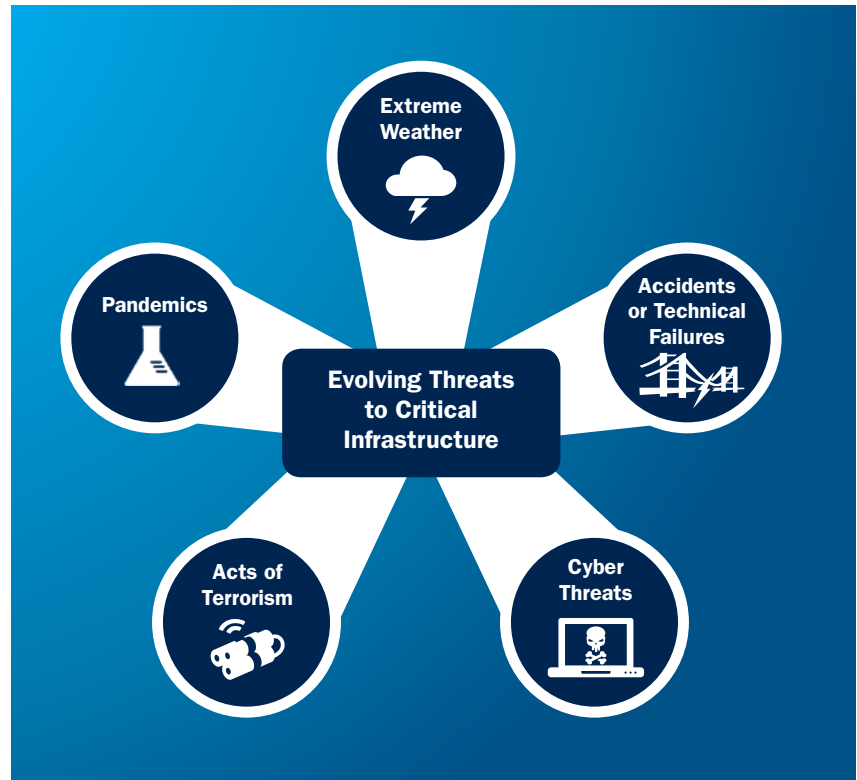 Extreme
Weather
Accidents
or Technical
Failures
Pandemics
Evolving Threats
to Critical
Infrastructure
Acts of
Terrorism
Cyber
Threats